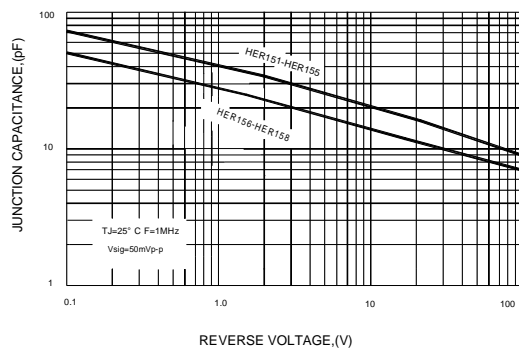 100
10
1
JUNCTION CAPACITANCE,(pF)
HER151-HER155
HER156-HER158
TJ=25° C F=1MHz
Vsig=50mVp-p
0.1
1.0
10
100
REVERSE VOLTAGE,(V)